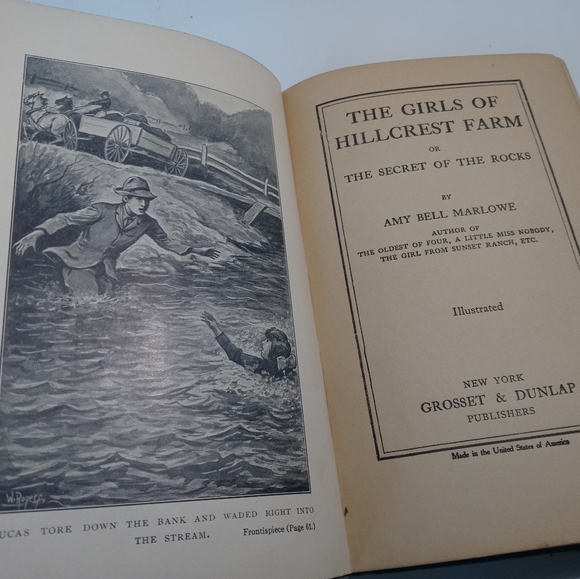 W. Rogers
UCAS TORE DOWN THE BANK AND WADED RIGHT INTO
THE STREAM. Frontispiece (Page 61.)
THE GIRLS OF
HILLCREST FARM
OR
THE SECRET OF THE ROCKS
BY
AMY BELL MARLOWE
AUTHOR OF
THE OLDEST OF FOUR, A LITTLE MISS NOBODY,
THE GIRL FROM SUNSET RANCH, ETC.
Illustrated
NEW YORK
GROSSET & DUNLAP
PUBLISHERS
Made in the United States of America